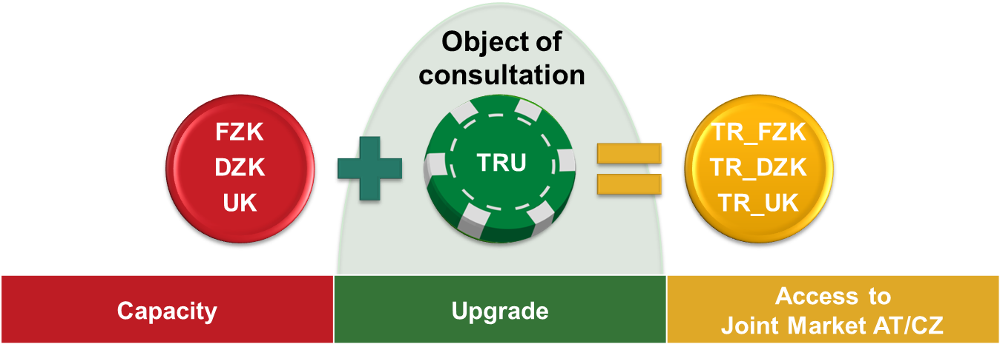 Object of
consultation
FZK
DZK
UK
TRU
TR_FZK
TR_DZK
TR_UK
Capacity
Upgrade
Access to
Joint Market AT/CZ